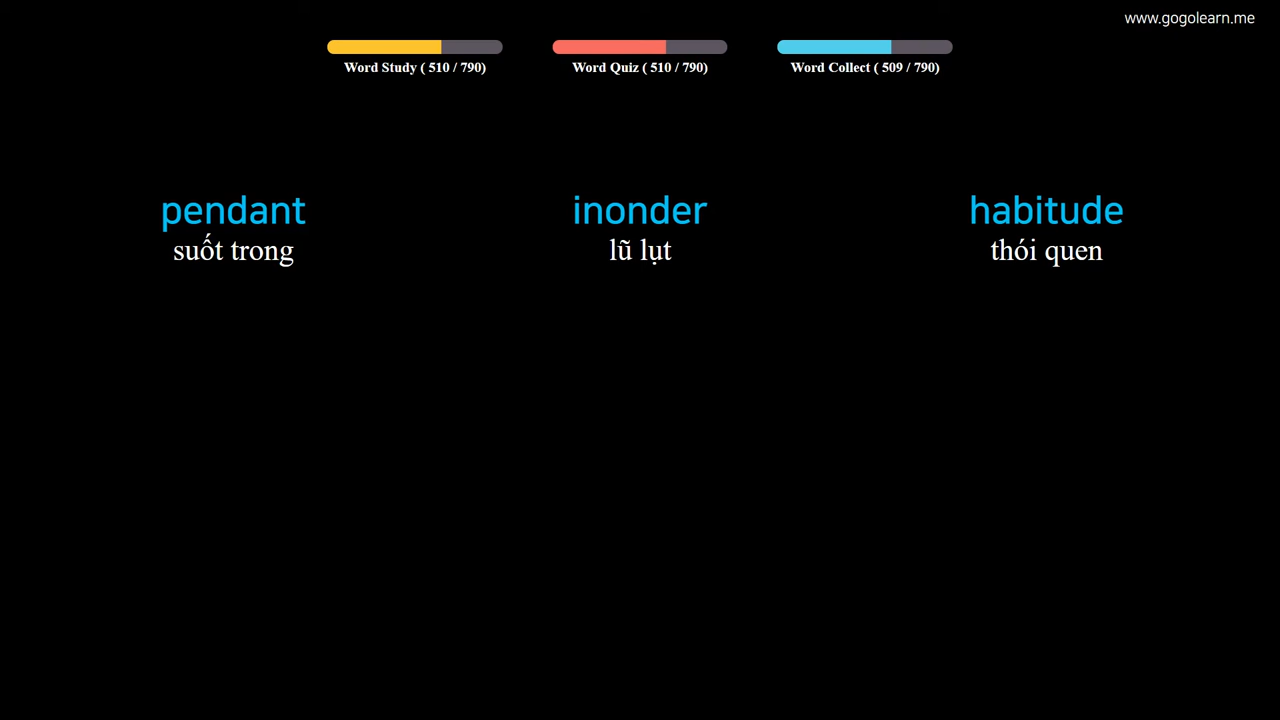 www.gogolearn.me
Word Study ( 510 / 790)
Word Quiz ( 510 / 790)
Word Collect ( 509 / 790)
pendant
suốt trong
inonder
lũ lụt
habitude
thói quen